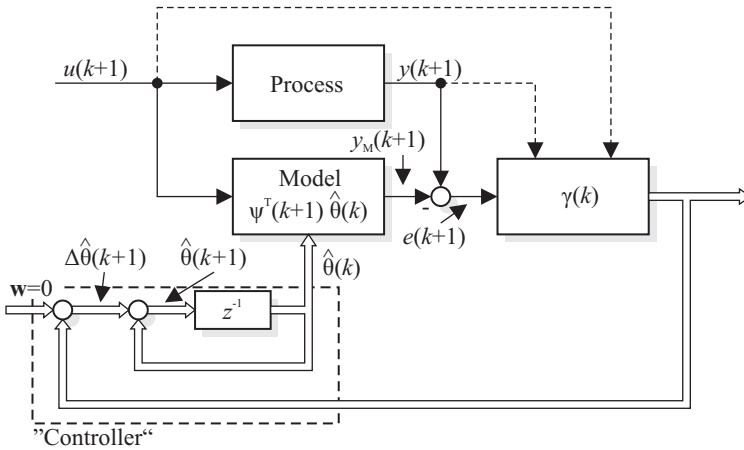 u(k+1)
Process
y(k+1)
y_M(k+1)
Model
ψ^T(k+1) θ̂(k)
-
γ(k)
e(k+1)
Δθ̂(k+1)
θ̂(k+1)
θ̂(k)
w=0
z^-1
”Controller“